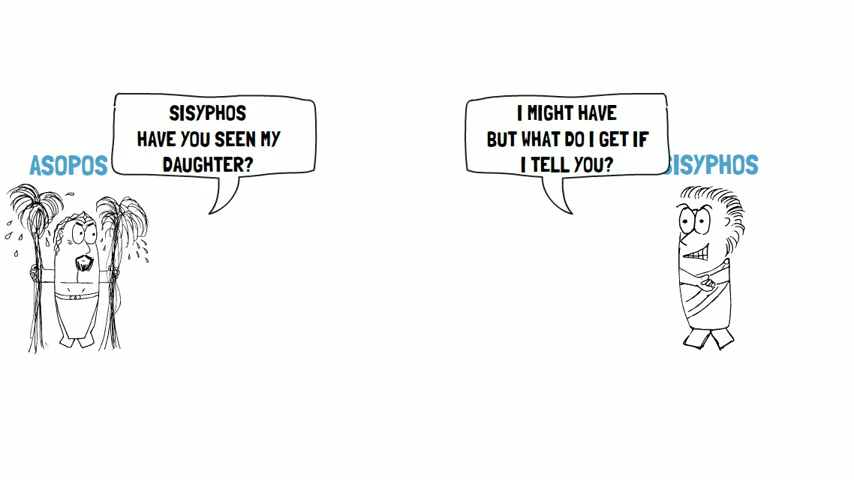 SISYPHOS
HAVE YOU SEEN MY
DAUGHTER?
I MIGHT HAVE
BUT WHAT DO I GET IF
I TELL YOU?
ASOPOS
SISYPHOS